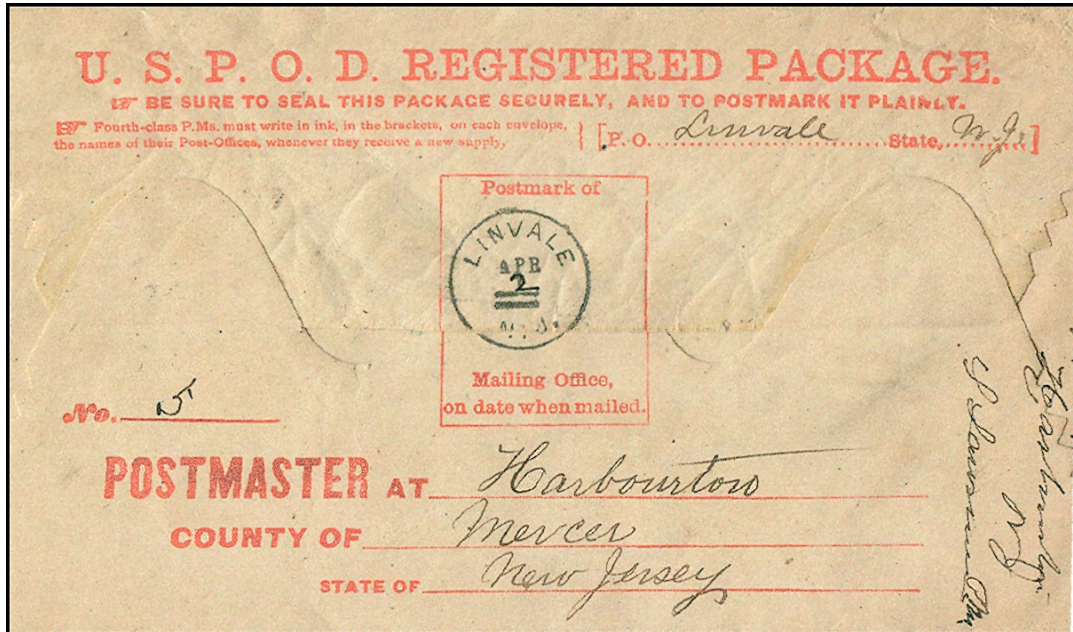 U. S. P. O. D. REGISTERED PACKAGE.
☞ BE SURE TO SEAL THIS PACKAGE SECURELY, AND TO POSTMARK IT PLAINLY.
☞ Fourth-class P.Ms. must write in ink, in the brackets, on each envelope,
the names of their Post-Offices, whenever they receive a new supply,
} [P. O. Linvale State, N. J. ]
Postmark of
LINVALE
APR
2
N. J.
Mailing Office,
on date when mailed.
No. 5
POSTMASTER AT Harbourton
COUNTY OF Mercer
STATE OF New Jersey
N J